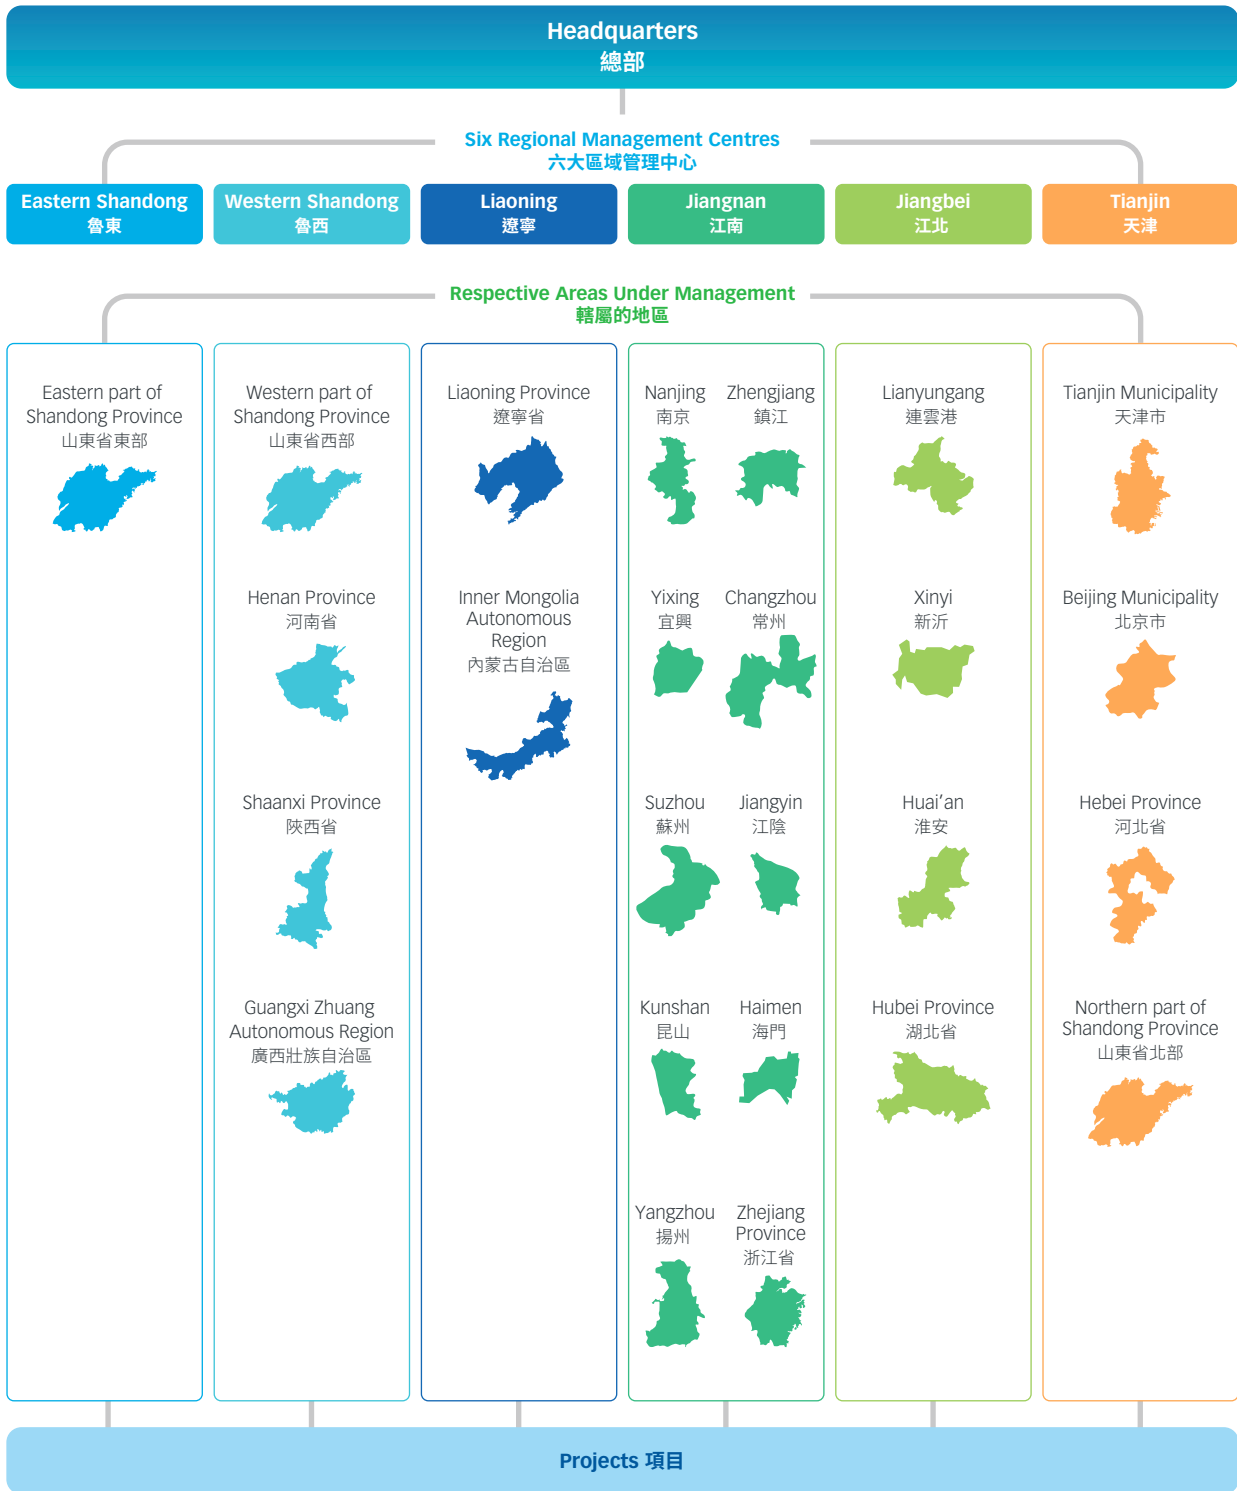 Headquarters
總部
Six Regional Management Centres
六大區域管理中心
Eastern Shandong
魯東
Western Shandong
魯西
Liaoning
遼寧
Jiangnan
江南
Jiangbei
江北
Tianjin
天津
Respective Areas Under Management
轄屬的地區
Eastern part of
Shandong Province
山東省東部
Western part of
Shandong Province
山東省西部
Henan Province
河南省
Shaanxi Province
陝西省
Guangxi Zhuang
Autonomous Region
廣西壯族自治區
Liaoning Province
遼寧省
Inner Mongolia
Autonomous
Region
內蒙古自治區
Nanjing
南京
Zhengjiang
鎮江
Yixing
宜興
Changzhou
常州
Suzhou
蘇州
Jiangyin
江陰
Kunshan
昆山
Haimen
海門
Yangzhou
揚州
Zhejiang
Province
浙江省
Lianyungang
連雲港
Xinyi
新沂
Huai’an
淮安
Hubei Province
湖北省
Tianjin Municipality
天津市
Beijing Municipality
北京市
Hebei Province
河北省
Northern part of
Shandong Province
山東省北部
Projects 項目